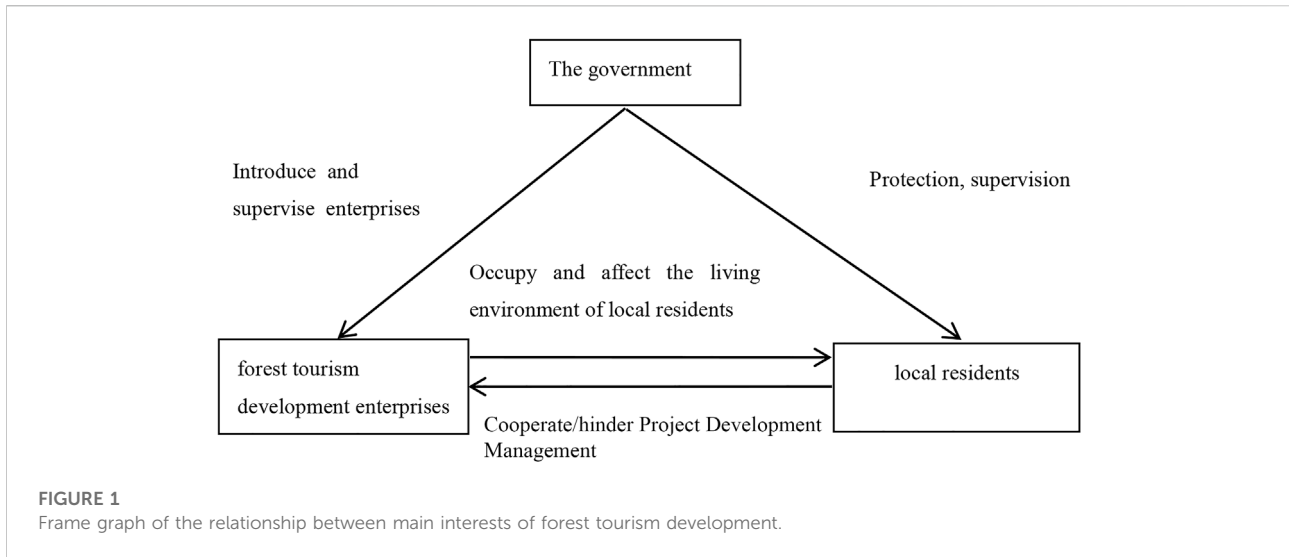 The government
Introduce and
supervise enterprises
Protection, supervision
Occupy and affect the living
environment of local residents
forest tourism
development enterprises
local residents
Cooperate/hinder Project Development
Management
FIGURE 1
Frame graph of the relationship between main interests of forest tourism development.